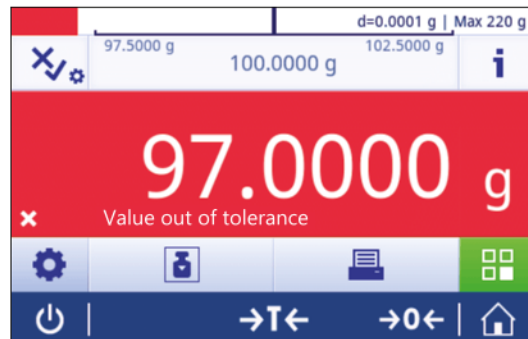 d=0.0001 g | Max 220 g
97.5000 g
102.5000 g
100.0000 g
97.0000 g
Value out of tolerance
→T←
→0←